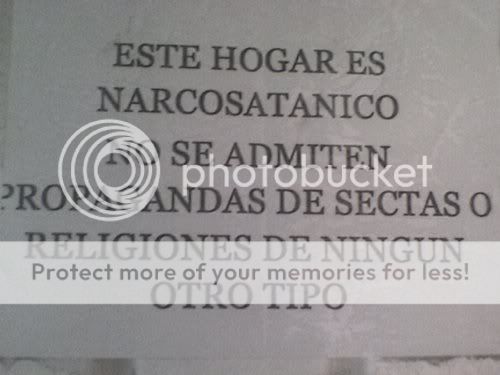 ESTE HOGAR ES
NARCOSATANICO
NO SE ADMITEN
photobucket
PROPAGANDAS DE SECTAS O
RELIGIONES DE NINGUN
Protect more of your memories for less!
OTRO TIPO